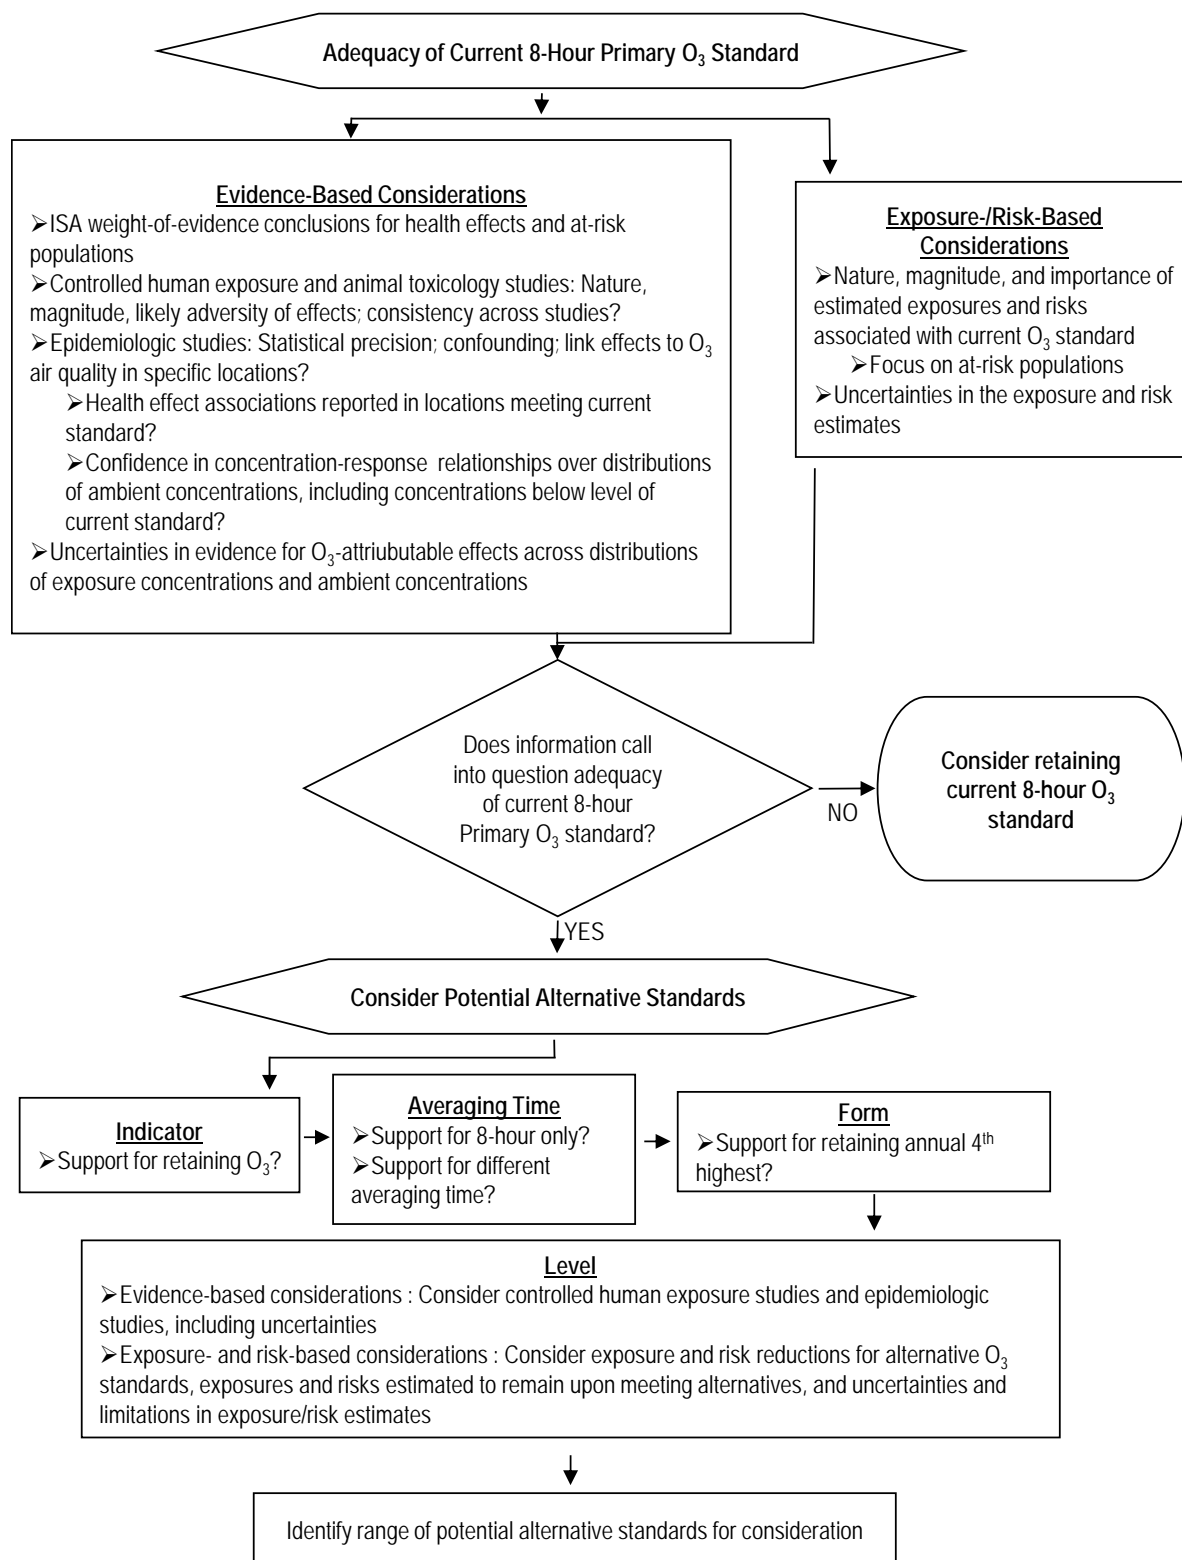 Adequacy of Current 8-Hour Primary O₃ Standard
Evidence-Based Considerations
➢ISA weight-of-evidence conclusions for health effects and at-risk
populations
➢Controlled human exposure and animal toxicology studies: Nature,
magnitude, likely adversity of effects; consistency across studies?
➢Epidemiologic studies: Statistical precision; confounding; link effects to O₃
air quality in specific locations?
➢Health effect associations reported in locations meeting current
standard?
➢Confidence in concentration-response relationships over distributions
of ambient concentrations, including concentrations below level of
current standard?
➢Uncertainties in evidence for O₃-attriubutable effects across distributions
of exposure concentrations and ambient concentrations
Exposure-/Risk-Based
Considerations
➢Nature, magnitude, and importance of
estimated exposures and risks
associated with current O₃ standard
➢Focus on at-risk populations
➢Uncertainties in the exposure and risk
estimates
Does information call
into question adequacy
of current 8-hour
Primary O₃ standard?
NO
Consider retaining
current 8-hour O₃
standard
YES
Consider Potential Alternative Standards
Indicator
➢Support for retaining O₃?
Averaging Time
➢Support for 8-hour only?
➢Support for different
averaging time?
Form
➢Support for retaining annual 4th
highest?
Level
➢Evidence-based considerations : Consider controlled human exposure studies and epidemiologic
studies, including uncertainties
➢Exposure- and risk-based considerations : Consider exposure and risk reductions for alternative O₃
standards, exposures and risks estimated to remain upon meeting alternatives, and uncertainties and
limitations in exposure/risk estimates
Identify range of potential alternative standards for consideration